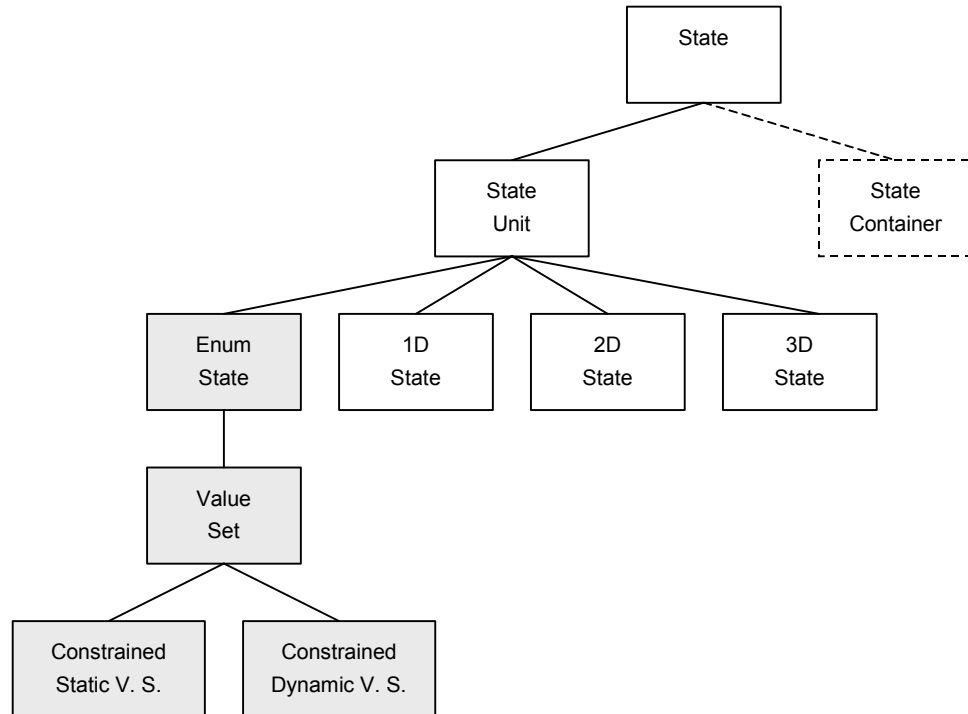 State
State
Unit
State
Container
Enum
State
1D
State
2D
State
3D
State
Value
Set
Constrained
Static V. S.
Constrained
Dynamic V. S.